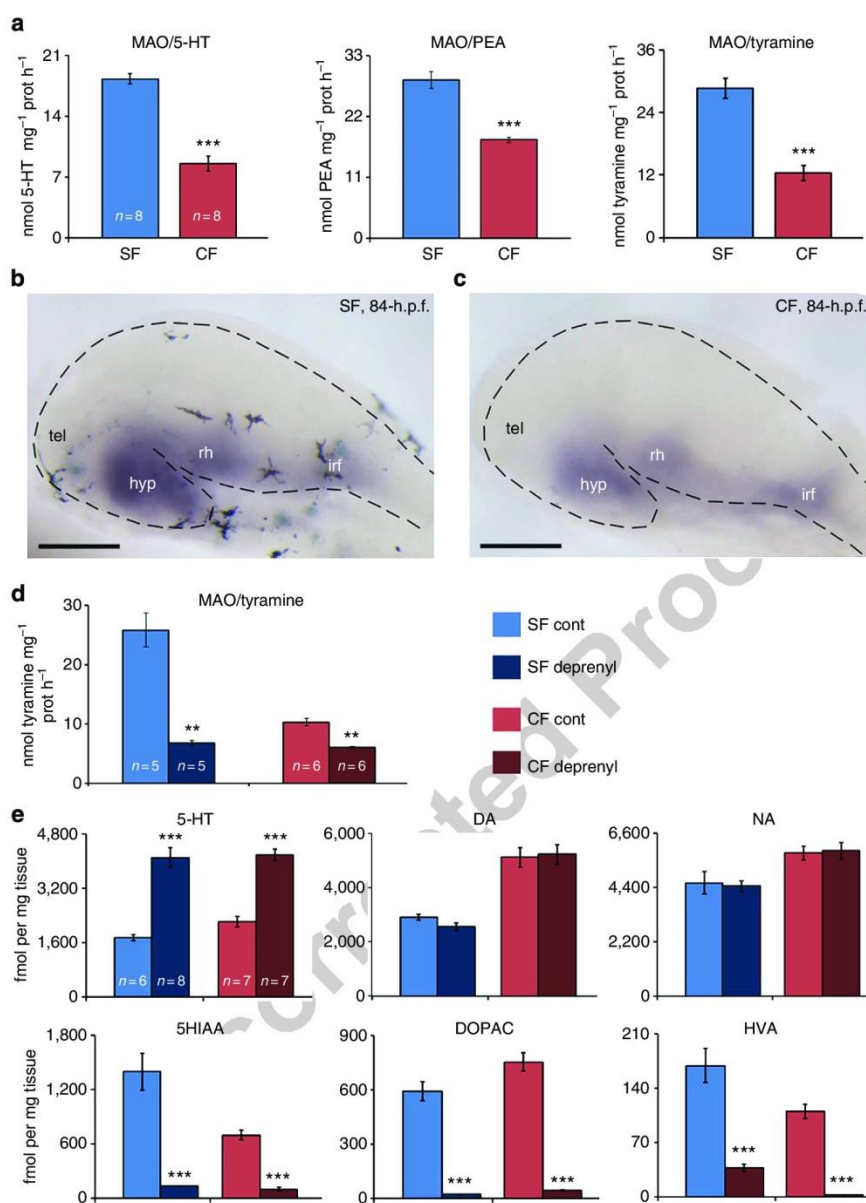 a
MAO/5-HT
MAO/PEA
MAO/tyramine
nmol 5-HT mg⁻¹ prot h⁻¹
18
12
7
0
n=8
***
n=8
SF
CF
nmol PEA mg⁻¹ prot h⁻¹
33
22
11
0
***
SF
CF
nmol tyramine mg⁻¹ prot h⁻¹
36
24
12
0
***
SF
CF
b
SF, 84-h.p.f.
tel
hyp
rh
irf
c
CF, 84-h.p.f.
tel
hyp
rh
irf
d
MAO/tyramine
nmol tyramine mg⁻¹
prot h⁻¹
30
20
10
0
n=5
**
n=5
n=6
**
n=6
SF cont
SF deprenyl
CF cont
CF deprenyl
e
5-HT
DA
NA
fmol per mg tissue
4,800
3,200
1,600
0
***
***
n=6
n=8
n=7
n=7
6,000
4,000
2,000
0
6,600
4,400
2,200
0
5HIAA
DOPAC
HVA
fmol per mg tissue
1,800
1,200
600
0
***
***
900
600
300
0
***
***
210
140
70
0
***
***